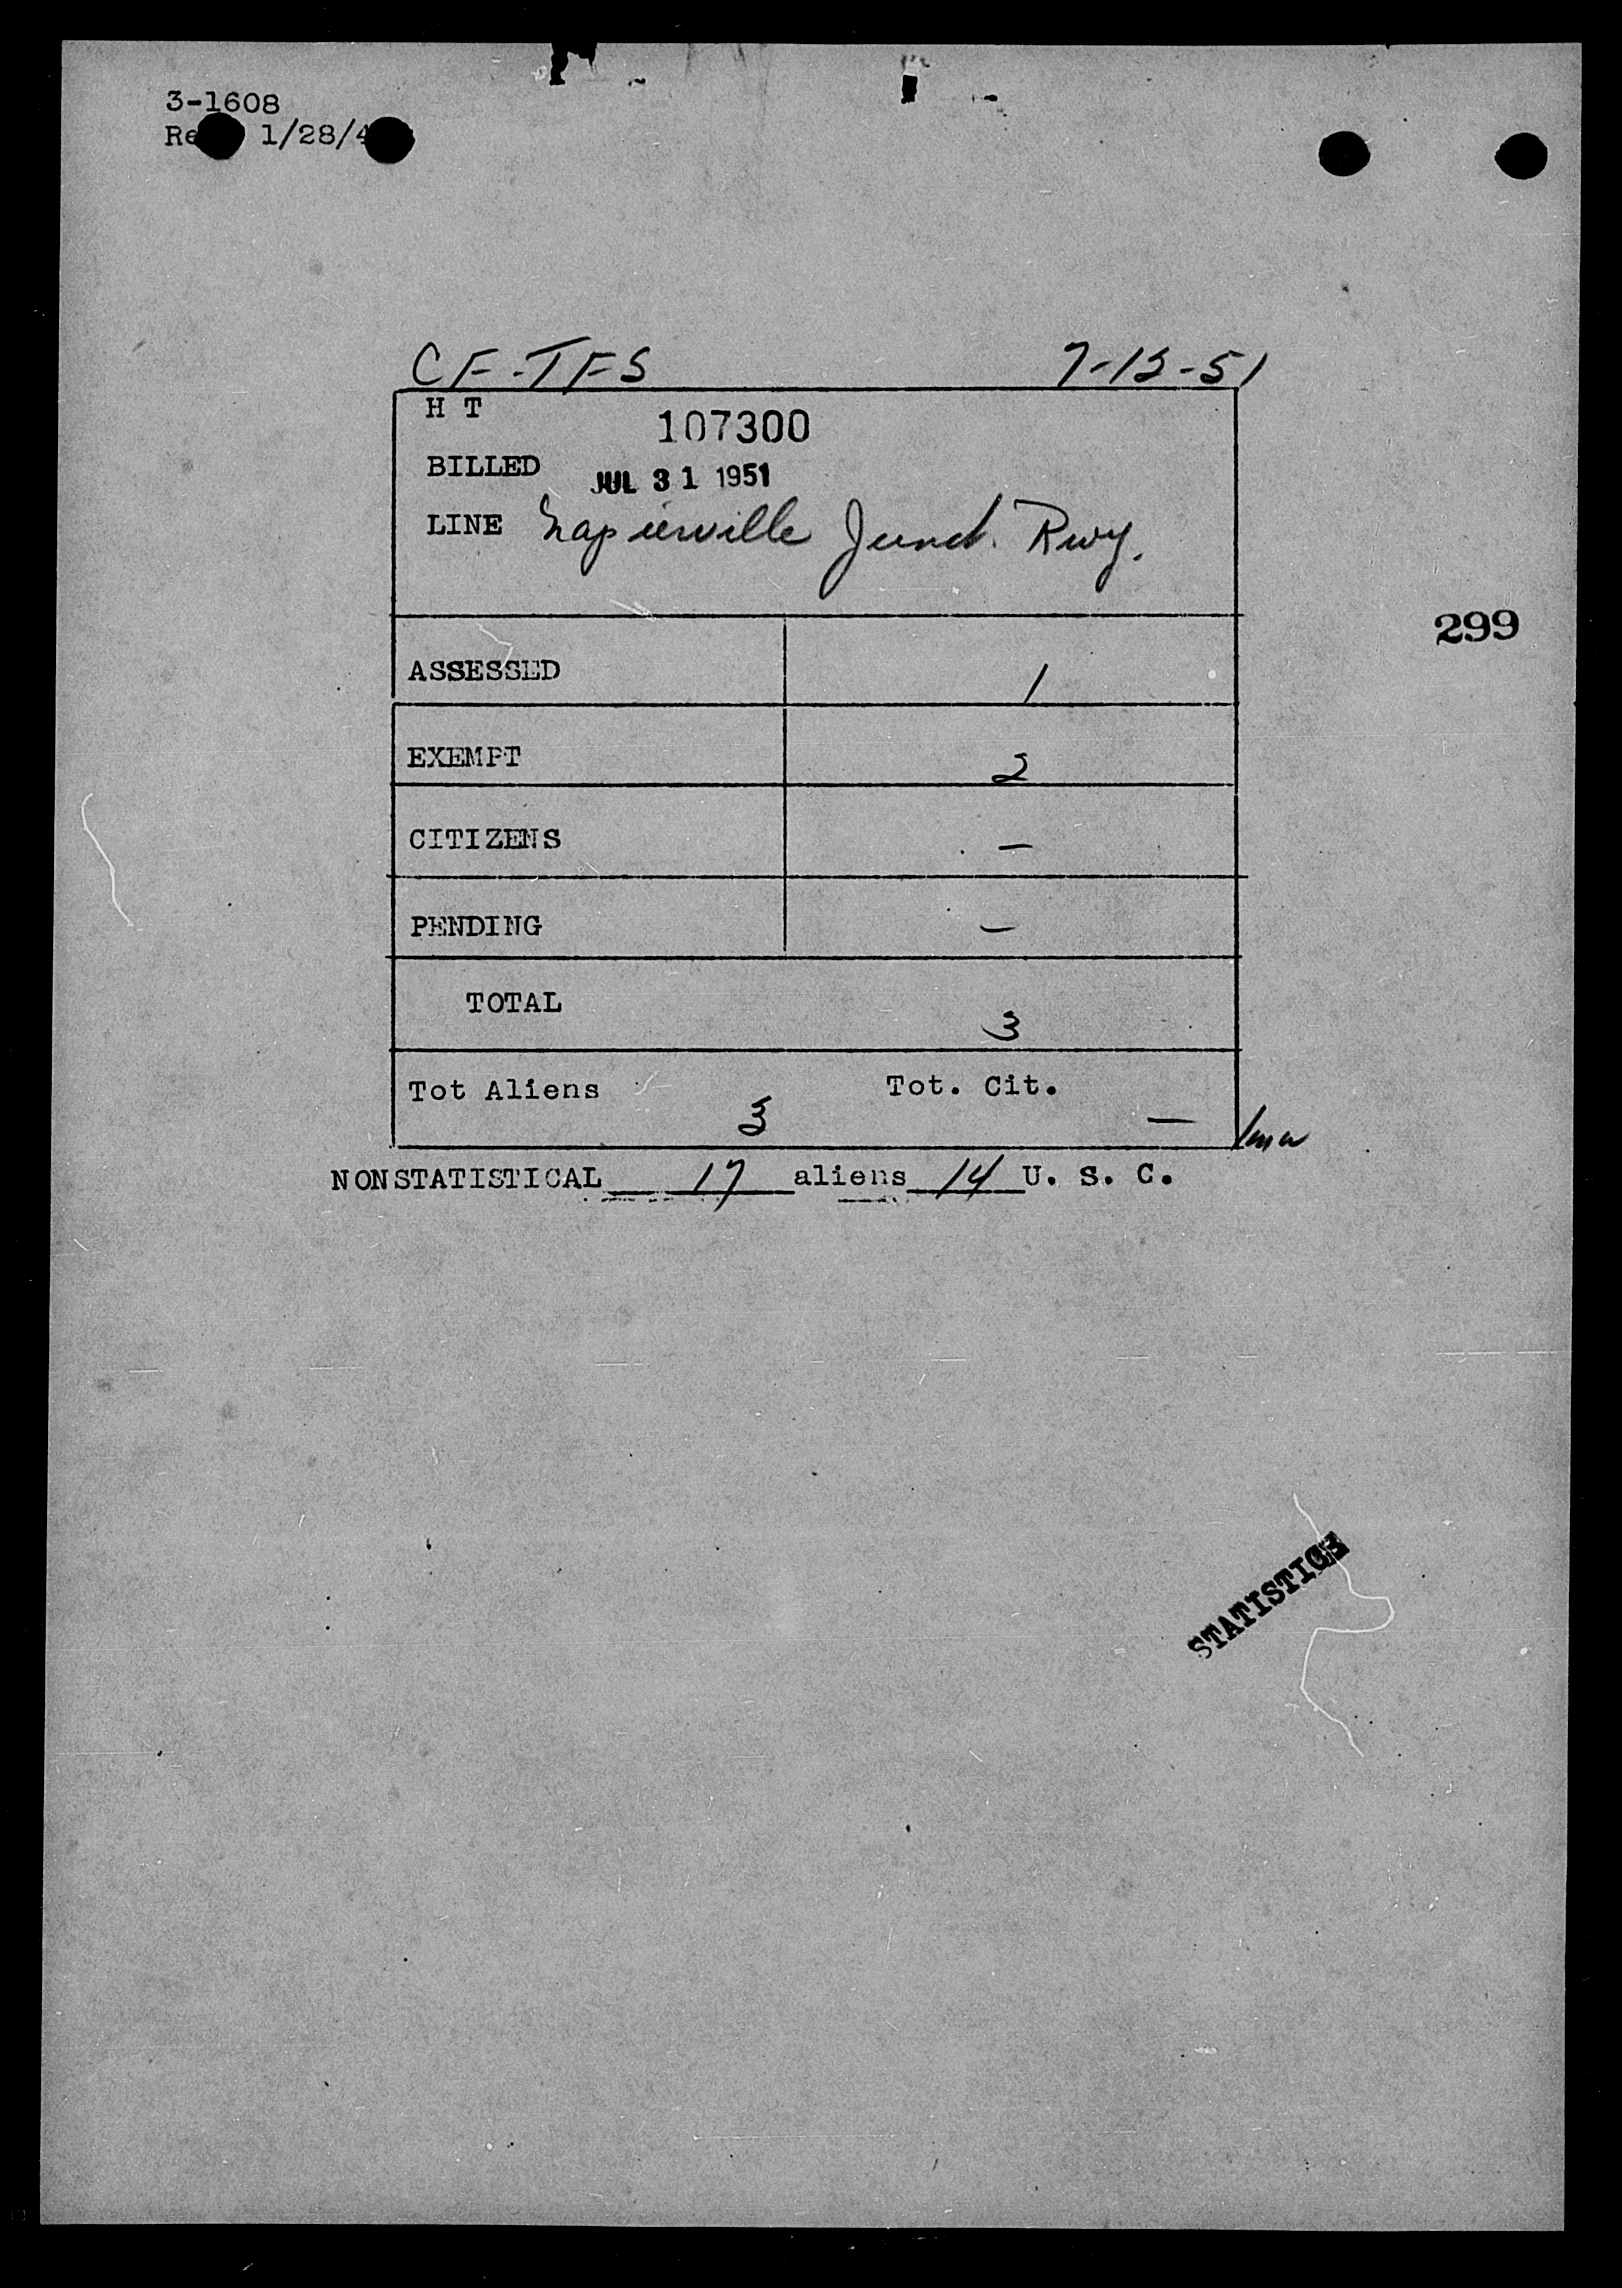 3-1608
1/28/4
CF-TFS 7-13-51
H T 107300
BILLED JUL 31 1951
LINE Napierville Junct. Rwy.
299
ASSESSED 1
EXEMPT 2
CITIZENS —
PENDING —
TOTAL 3
Tot Aliens 3 Tot. Cit. —
NONSTATISTICAL 17 aliens 14 U. S. C.
STATISTICS